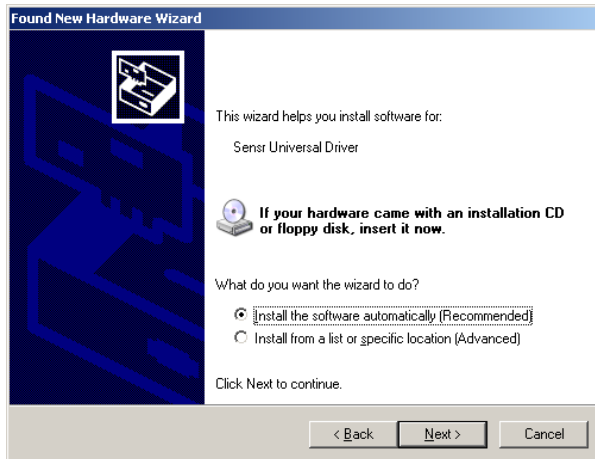 Found New Hardware Wizard
This wizard helps you install software for:
Sensr Universal Driver
If your hardware came with an installation CD
or floppy disk, insert it now.
What do you want the wizard to do?
Install the software automatically (Recommended)
Install from a list or specific location (Advanced)
Click Next to continue.
< Back Next > Cancel